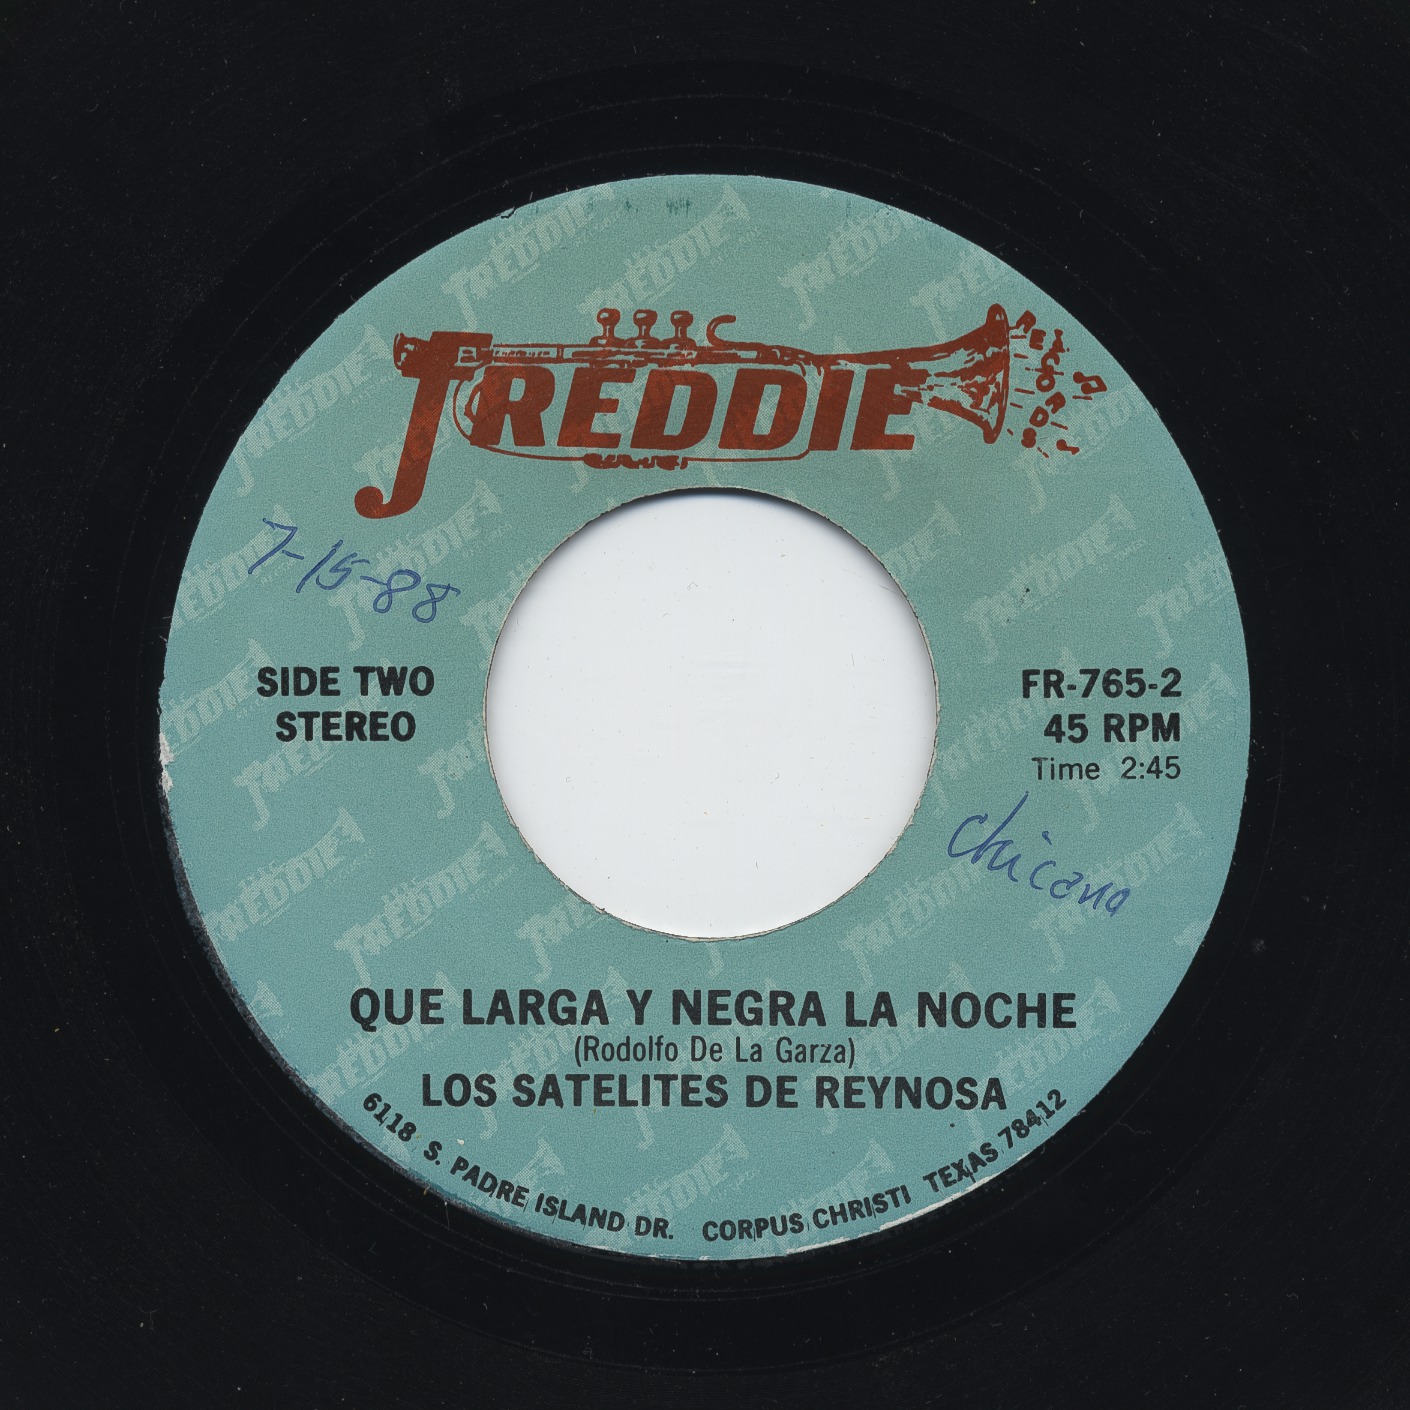 FREDDIE
RECORDS
7-15-88
SIDE TWO
STEREO
FR-765-2
45 RPM
Time 2:45
chicano
QUE LARGA Y NEGRA LA NOCHE
(Rodolfo De La Garza)
LOS SATELITES DE REYNOSA
6118 S. PADRE ISLAND DR. CORPUS CHRISTI TEXAS 78412